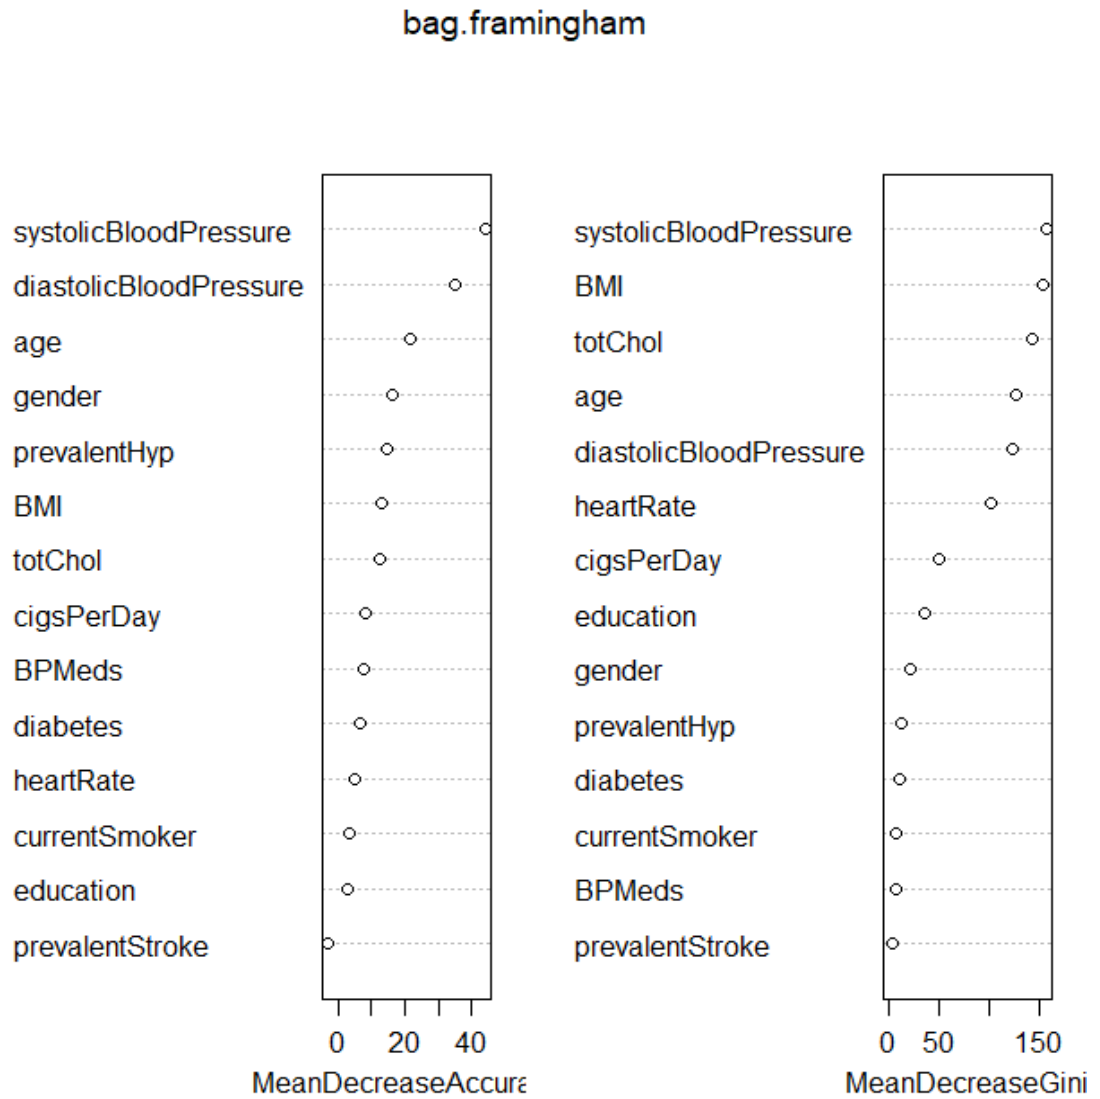 bag.framingham
systolicBloodPressure
diastolicBloodPressure
age
gender
prevalentHyp
BMI
totChol
cigsPerDay
BPMeds
diabetes
heartRate
currentSmoker
education
prevalentStroke
0 20 40
MeanDecreaseAccura
systolicBloodPressure
BMI
totChol
age
diastolicBloodPressure
heartRate
cigsPerDay
education
gender
prevalentHyp
diabetes
currentSmoker
BPMeds
prevalentStroke
0 50 150
MeanDecreaseGini